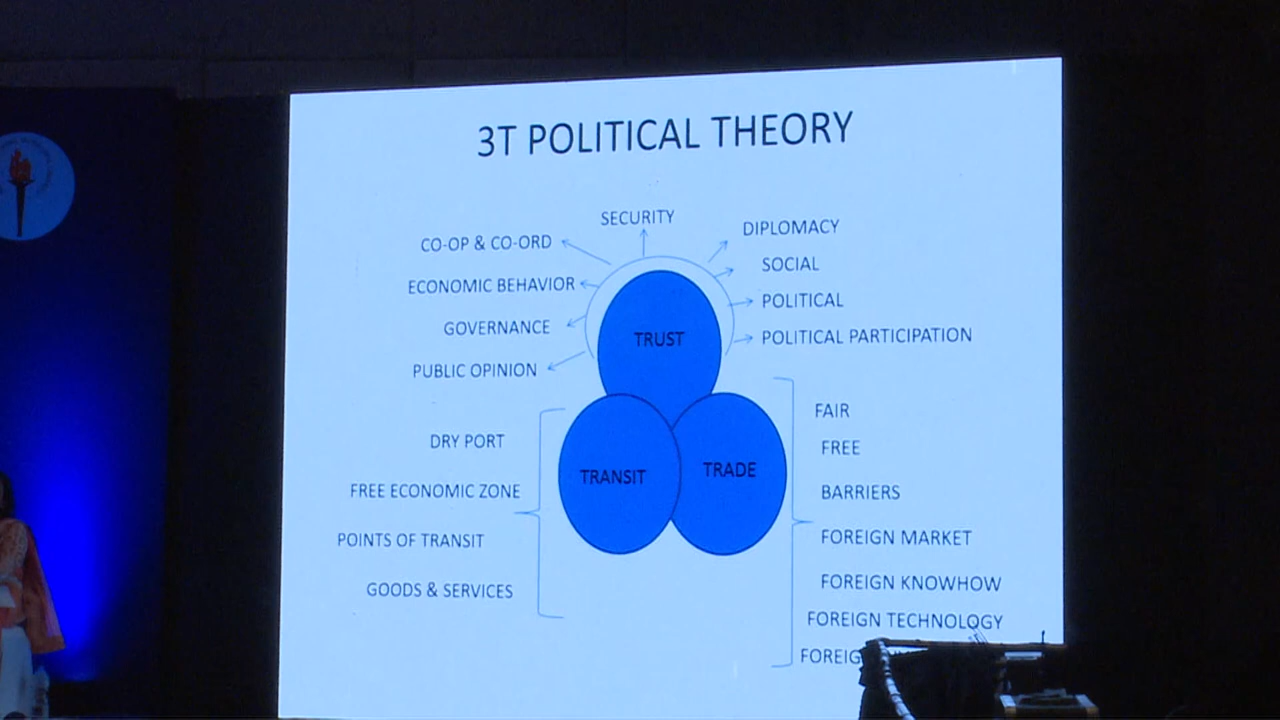 3T POLITICAL THEORY
SECURITY
CO-OP & CO-ORD
ECONOMIC BEHAVIOR
GOVERNANCE
PUBLIC OPINION
DIPLOMACY
SOCIAL
POLITICAL
POLITICAL PARTICIPATION
TRUST
TRANSIT
TRADE
DRY PORT
FREE ECONOMIC ZONE
POINTS OF TRANSIT
GOODS & SERVICES
FAIR
FREE
BARRIERS
FOREIGN MARKET
FOREIGN KNOWHOW
FOREIGN TECHNOLOGY